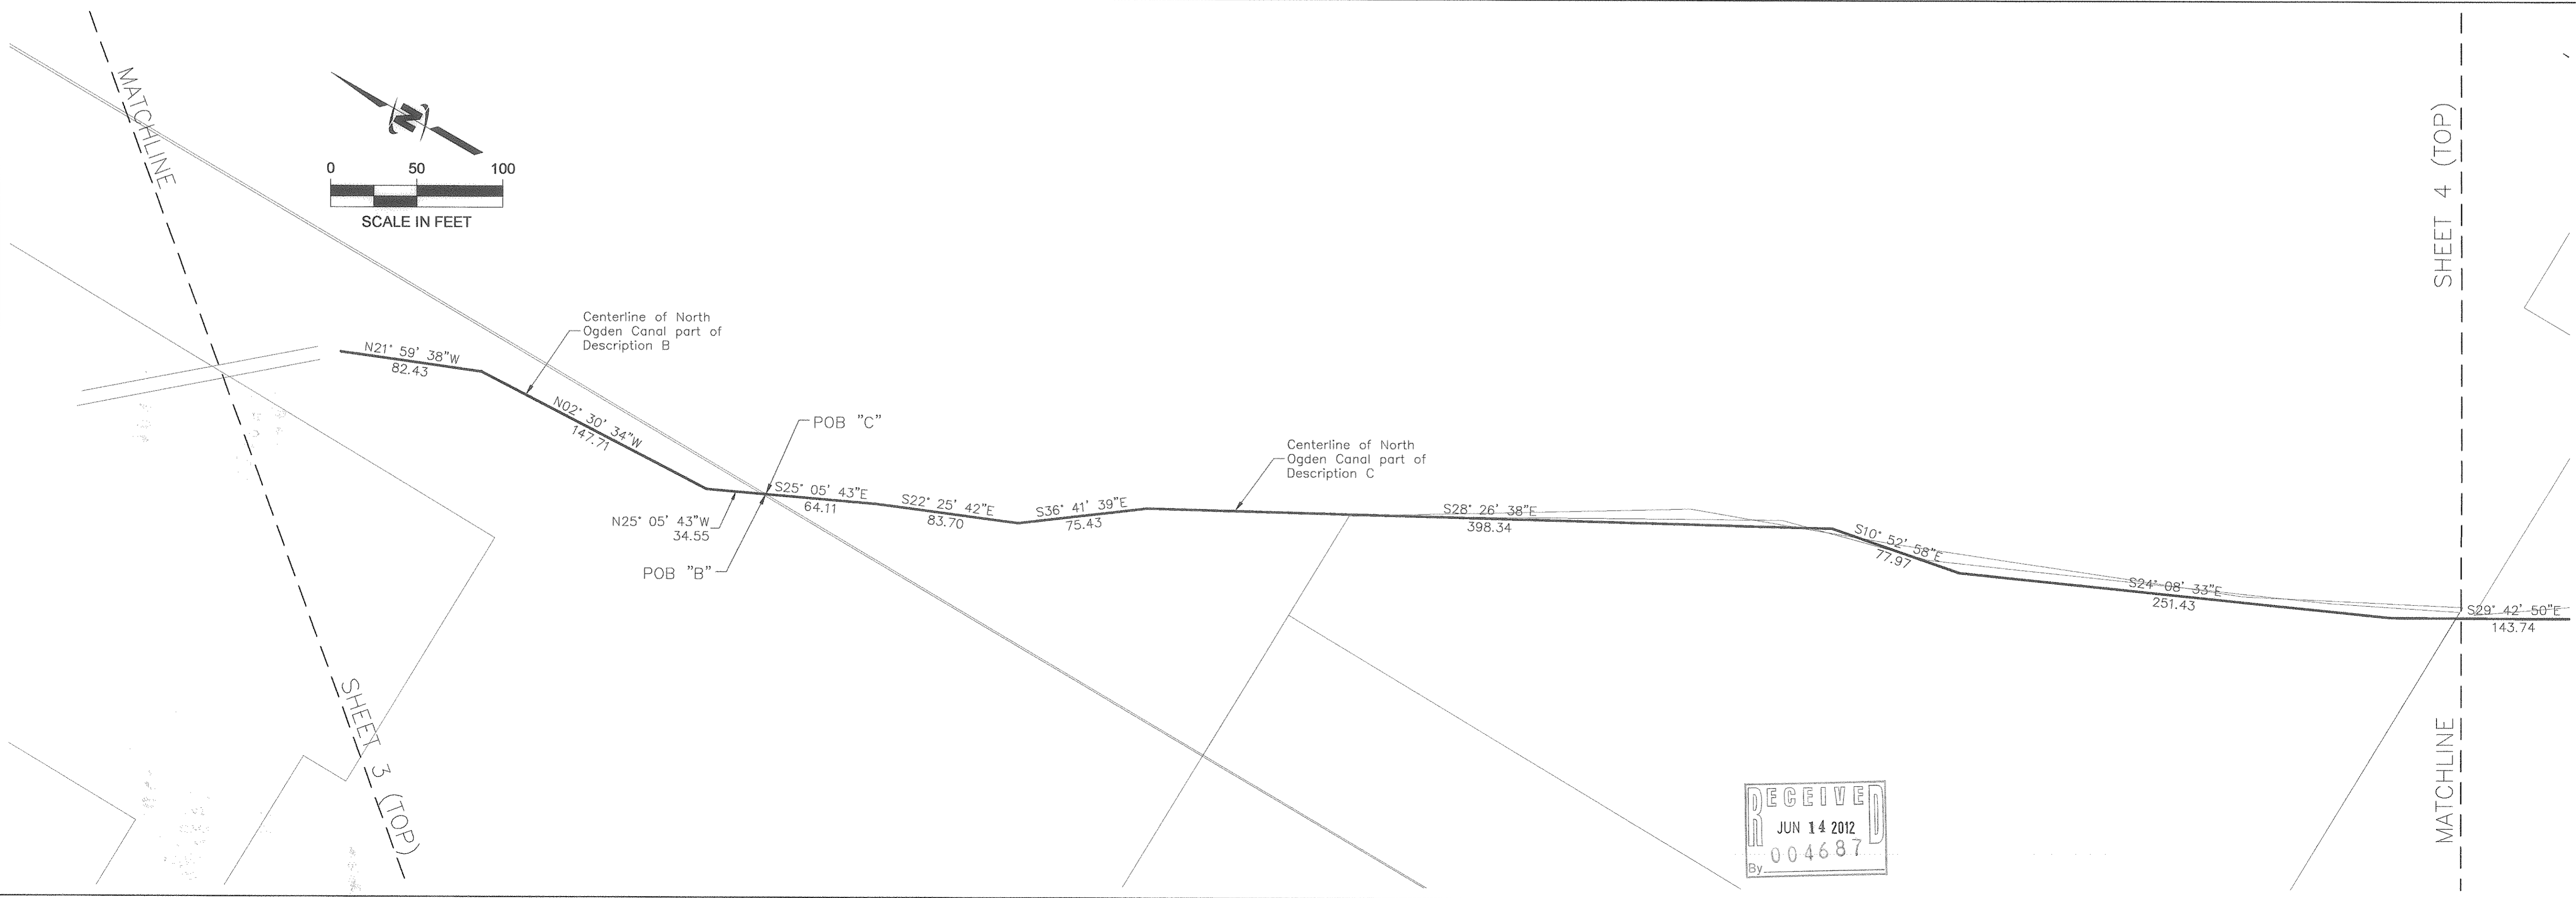 MATCHLINE
SHEET 3 (TOP)
N
0 50 100
SCALE IN FEET
Centerline of North
Ogden Canal part of
Description B
N21° 59' 38"W
82.43
N02° 30' 34"W
147.71
POB "C"
N25° 05' 43"W
34.55
POB "B"
S25° 05' 43"E
64.11
S22° 25' 42"E
83.70
S36° 41' 39"E
75.43
Centerline of North
Ogden Canal part of
Description C
S28° 26' 38"E
398.34
S10° 52' 58"E
77.97
S24° 08' 33"E
251.43
S29° 42' 50"E
143.74
SHEET 4 (TOP)
MATCHLINE
RECEIVED
JUN 14 2012
004687
By